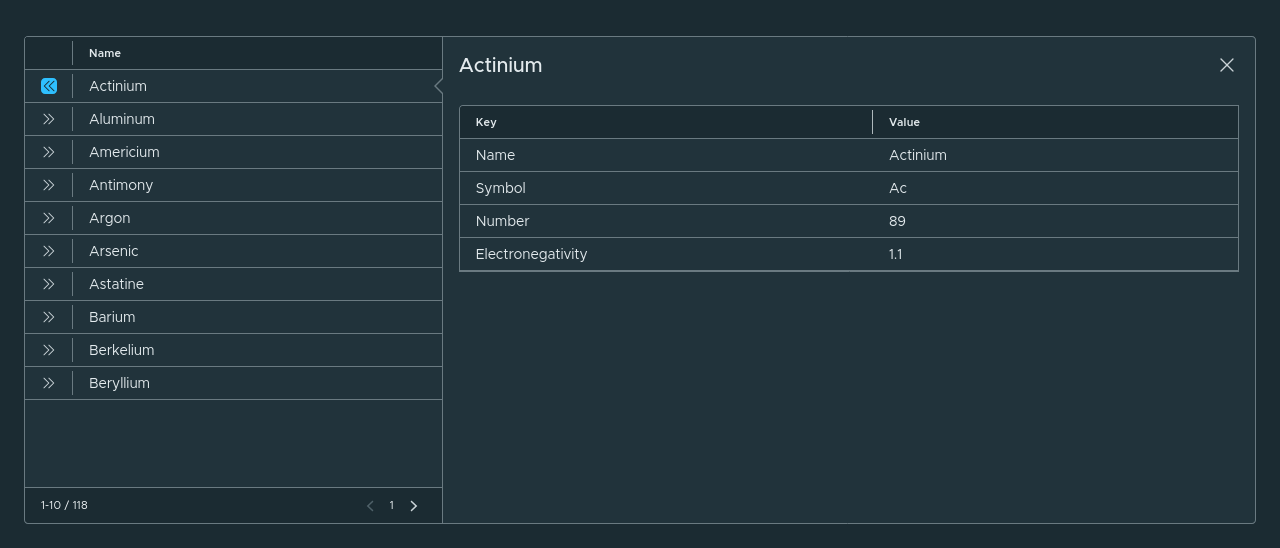 Name
Actinium
Aluminum
Americium
Antimony
Argon
Arsenic
Astatine
Barium
Berkelium
Beryllium
1-10 / 118
1
Actinium
Key Value
Name Actinium
Symbol Ac
Number 89
Electronegativity 1.1